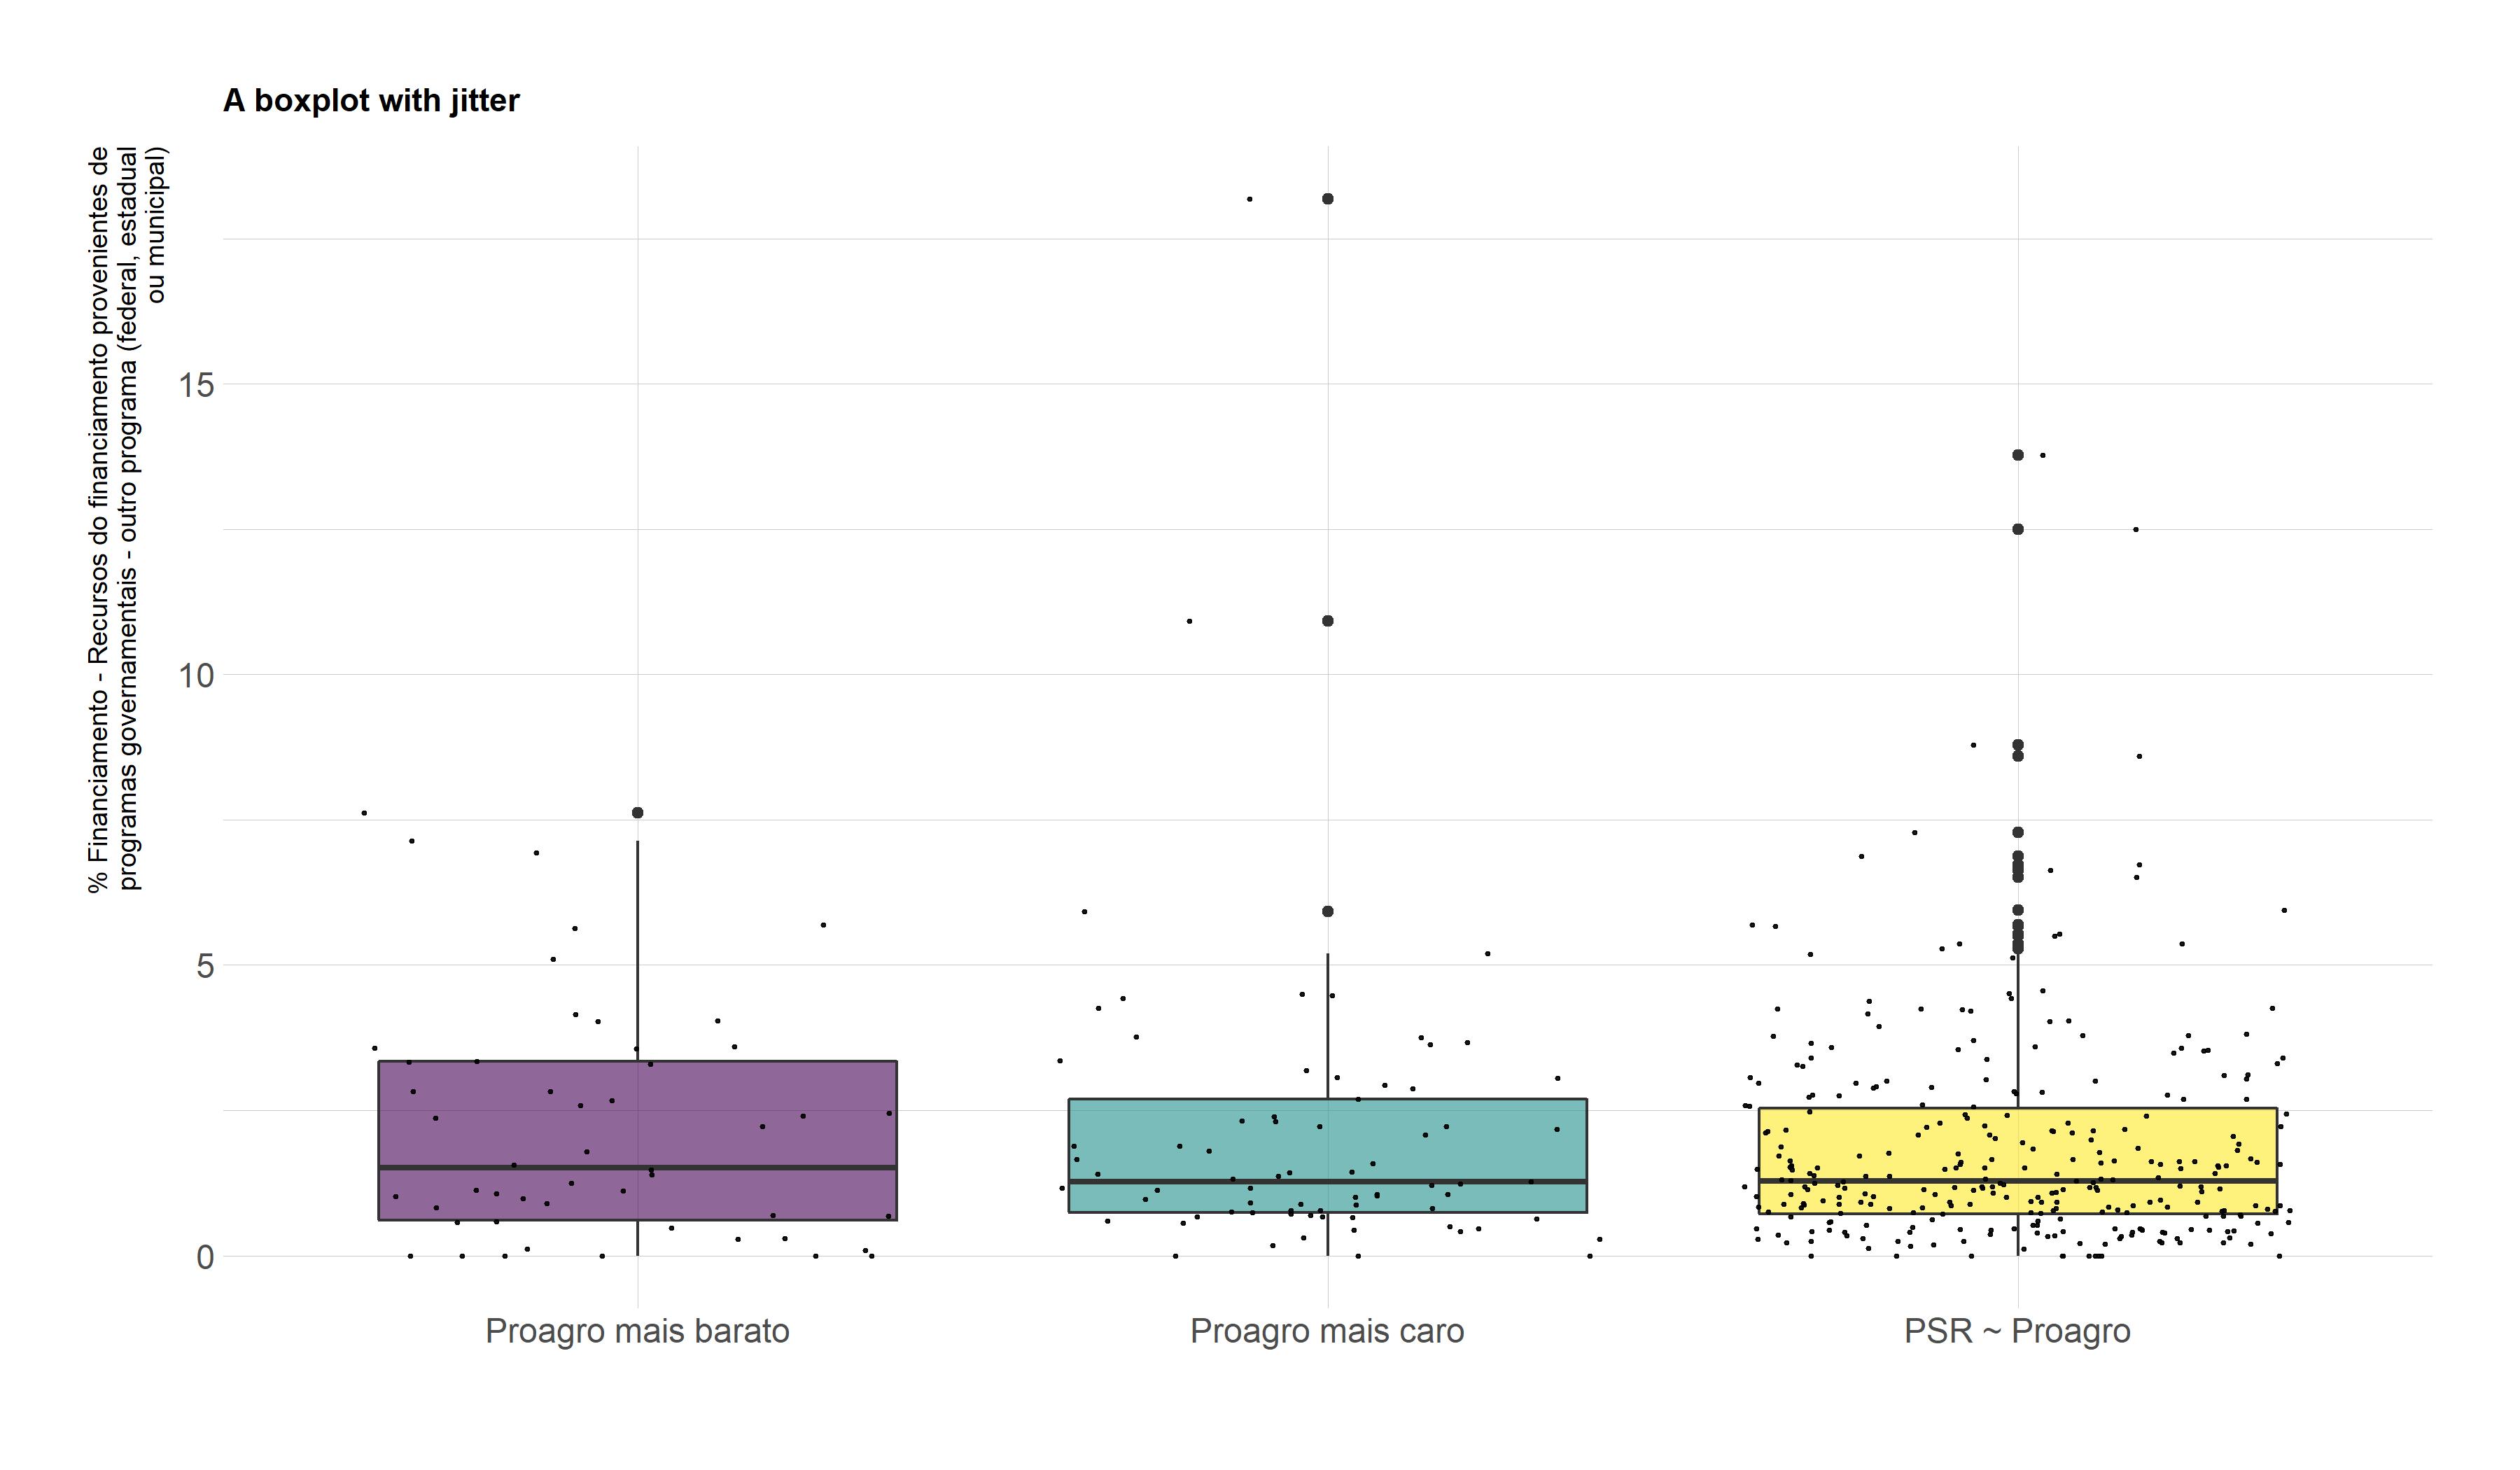 A boxplot with jitter
% Financiamento - Recursos do financiamento provenientes de
programas governamentais - outro programa (federal, estadual
ou municipal)
15
10
5
0
Proagro mais barato
Proagro mais caro
PSR ~ Proagro